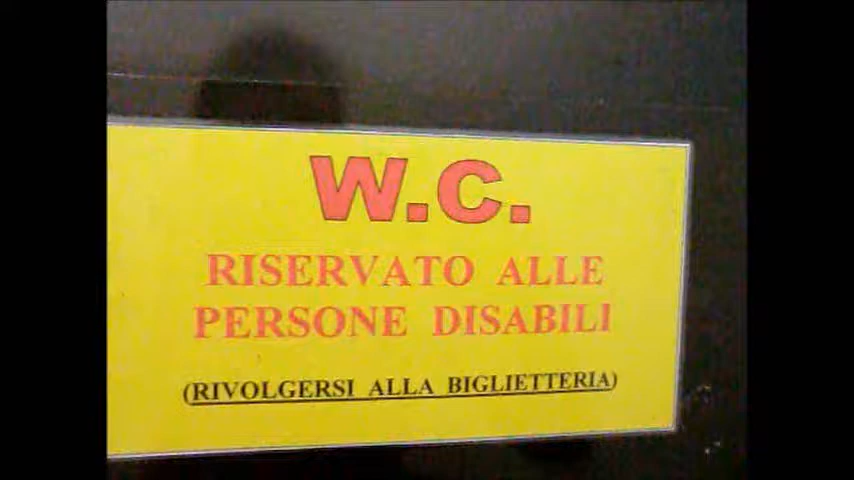 W.C.
RISERVATO ALLE
PERSONE DISABILI
(RIVOLGERSI ALLA BIGLIETTERIA)